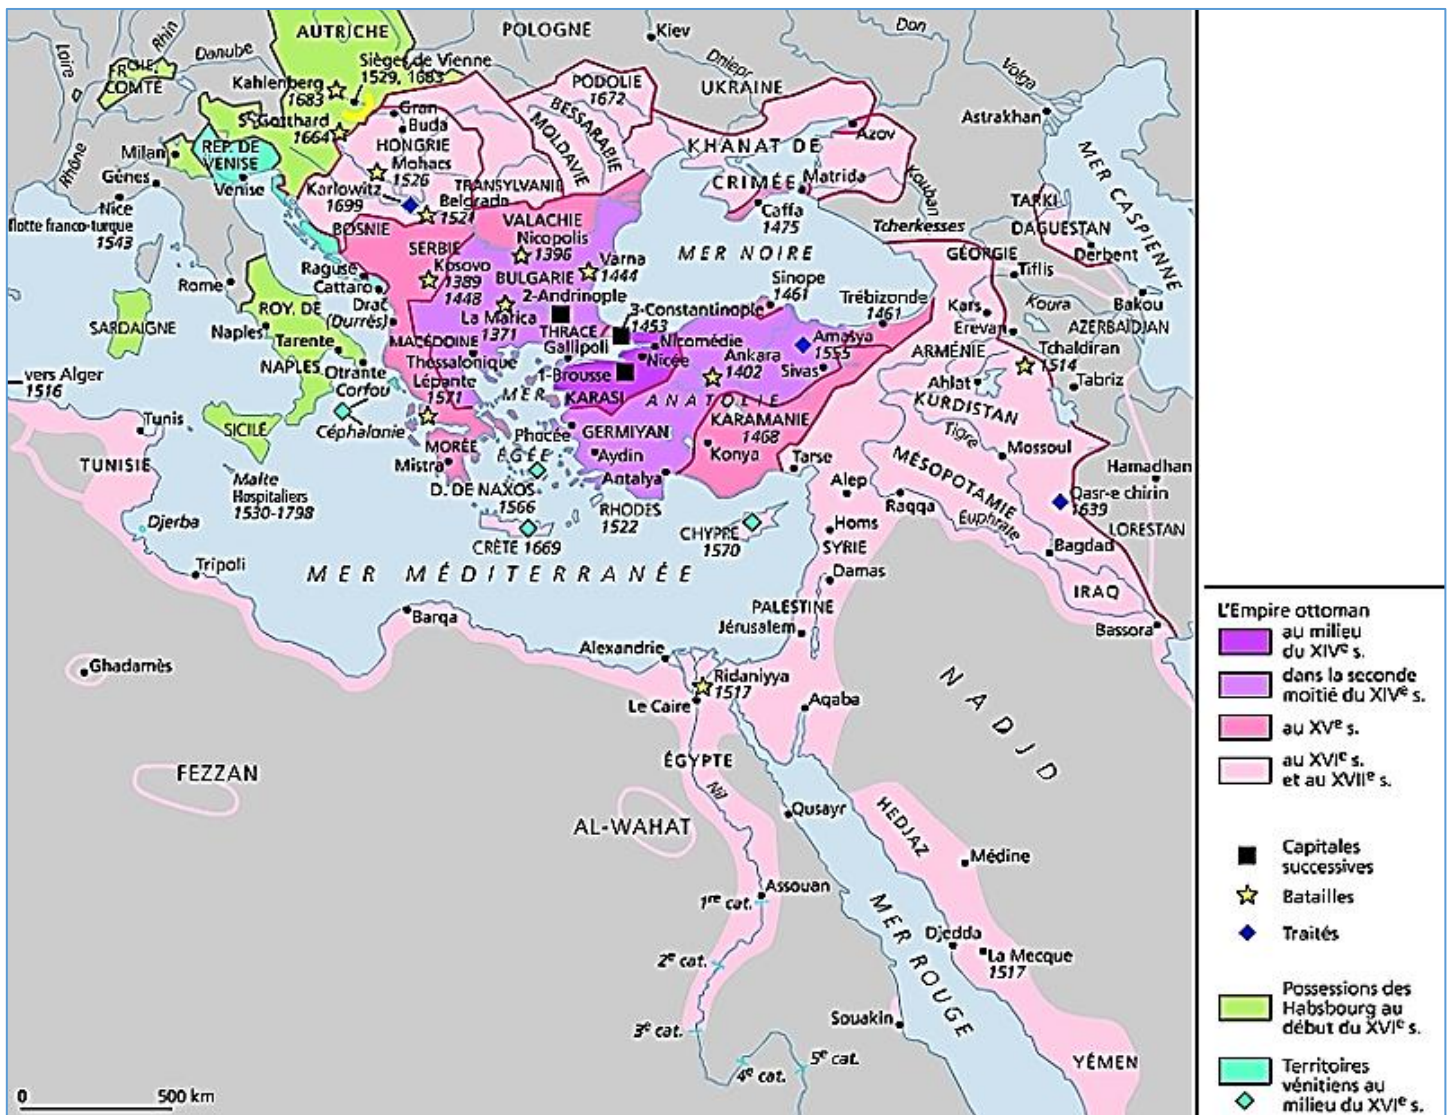 AUTRICHE
POLOGNE
Kiev
Don
Rhin
Loire
Danube
Dniepr
Volga
FRCHE-
COMTÉ
Sièges de Vienne
1529, 1683
Kahlenberg
1683
PODOLIE
1672
UKRAINE
Astrakhan
Gran
Buda
St Gotthard
1664
BESSARABIE
MOLDAVIE
Azov
HONGRIE
Milan
RÉP. DE
VENISE
Venise
Mohacs
1526
KHANAT DE
CRIMÉE
Matrida
Kouban
MER CASPIENNE
Rhône
Gênes
Nice
flotte franco-turque
1543
Karlowitz
1699
TRANSYLVANIE
Belgrade
1521
Caffa
1475
Tcherkesses
TARKI
DAGUESTAN
Derbent
BOSNIE
VALACHIE
SERBIE
Nicopolis
1396
MER NOIRE
GÉORGIE
Tiflis
Raguse
Cattaro
Kosovo
1389
1448
BULGARIE
Varna
1444
Sinope
1461
Trébizonde
1461
Kars
Koura
Bakou
Rome
ROY. DE
Drač
(Durrës)
2-Andrinople
La Marica
1371
3-Constantinople
1453
Erevan
AZERBAÏDJAN
SARDAIGNE
Naples
Tarente
NAPLES
Otrante
MACÉDOINE
Thessalonique
THRACE
Gallipoli
Nicomédie
Nicée
Ankara
1402
Amasya
1555
Sivas
ARMÉNIE
Tchaldiran
1514
Ahlat
Tabriz
vers Alger
1516
Corfou
Lépante
1571
MER
ÉGÉE
1-Brousse
KARASI
ANATOLIE
KURDISTAN
Tunis
SICILE
Céphalonie
MORÉE
Mistra
Phocée
GERMIYAN
Aydin
Antalya
KARAMANIE
1468
Konya
Tarse
Tigre
Mossoul
Hamadhan
TUNISIE
Malte
Hospitaliers
1530-1798
D. DE NAXOS
1566
RHODES
1522
Alep
MÉSOPOTAMIE
Raqqa
Euphrate
Qasr-e chirin
1639
LORESTAN
Djerba
CRÈTE 1669
CHYPRE
1570
Homs
SYRIE
Bagdad
Tripoli
MER MÉDITERRANÉE
Damas
IRAQ
Barqa
PALESTINE
Jérusalem
Bassora
Ghadamès
Alexandrie
Ridaniyya
1517
Le Caire
Aqaba
NADJD
FEZZAN
ÉGYPTE
Nil
AL-WAHAT
Qusayr
HEDJAZ
Médine
Assouan
1re cat.
MER ROUGE
Djedda
La Mecque
1517
2e cat.
3e cat.
Souakin
4e cat.
5e cat.
YÉMEN
0 500 km
L'Empire ottoman
au milieu
du XIVe s.
dans la seconde
moitié du XIVe s.
au XVe s.
au XVIe s.
et au XVIIe s.
Capitales
successives
Batailles
Traités
Possessions des
Habsbourg au
début du XVIe s.
Territoires
vénitiens au
milieu du XVIe s.